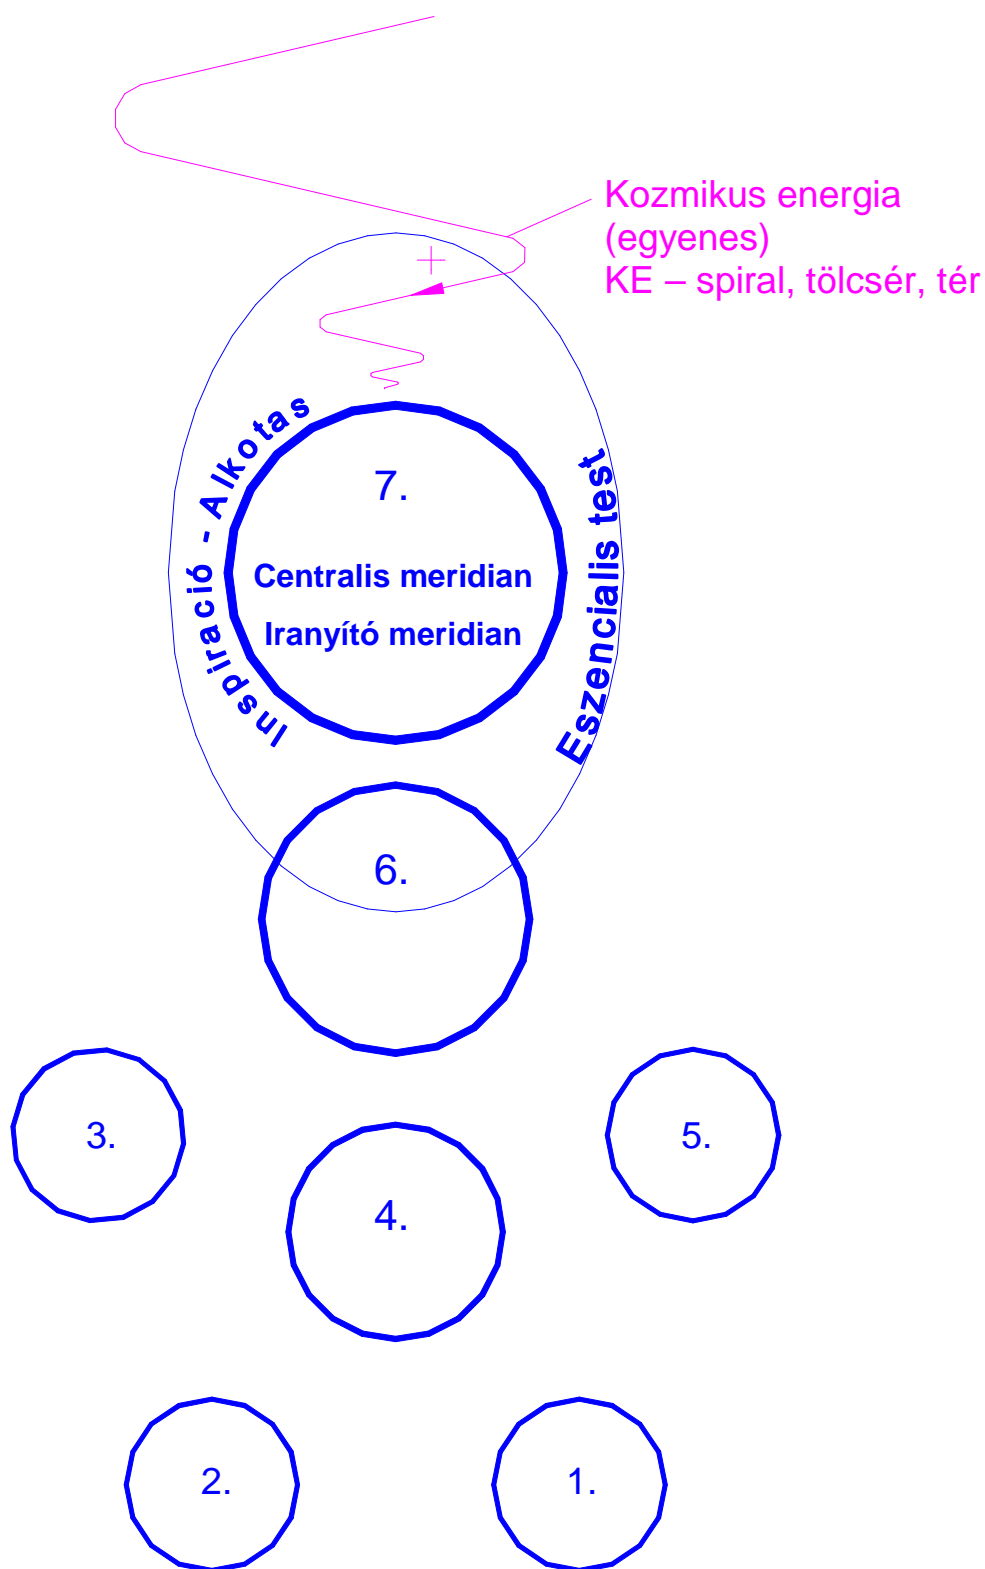 Kozmikus energia
(egyenes)
KE – spiral, tölcsér, tér
Inspiració - Alkotas
7.
Centralis meridian
Iranyító meridian
Eszencialis test
6.
3.
5.
4.
2.
1.